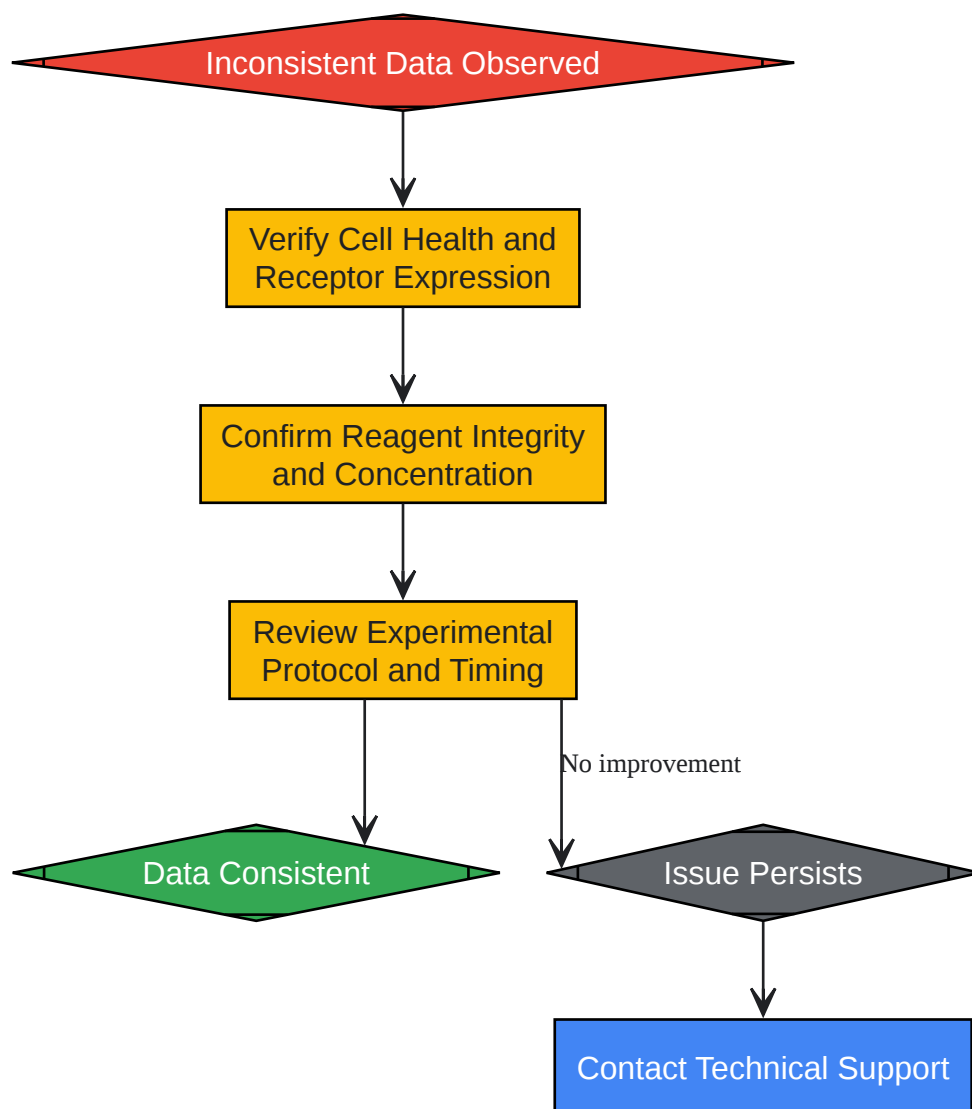 Inconsistent Data Observed
Verify Cell Health and
Receptor Expression
Confirm Reagent Integrity
and Concentration
Review Experimental
Protocol and Timing
No improvement
Data Consistent
Issue Persists
Contact Technical Support